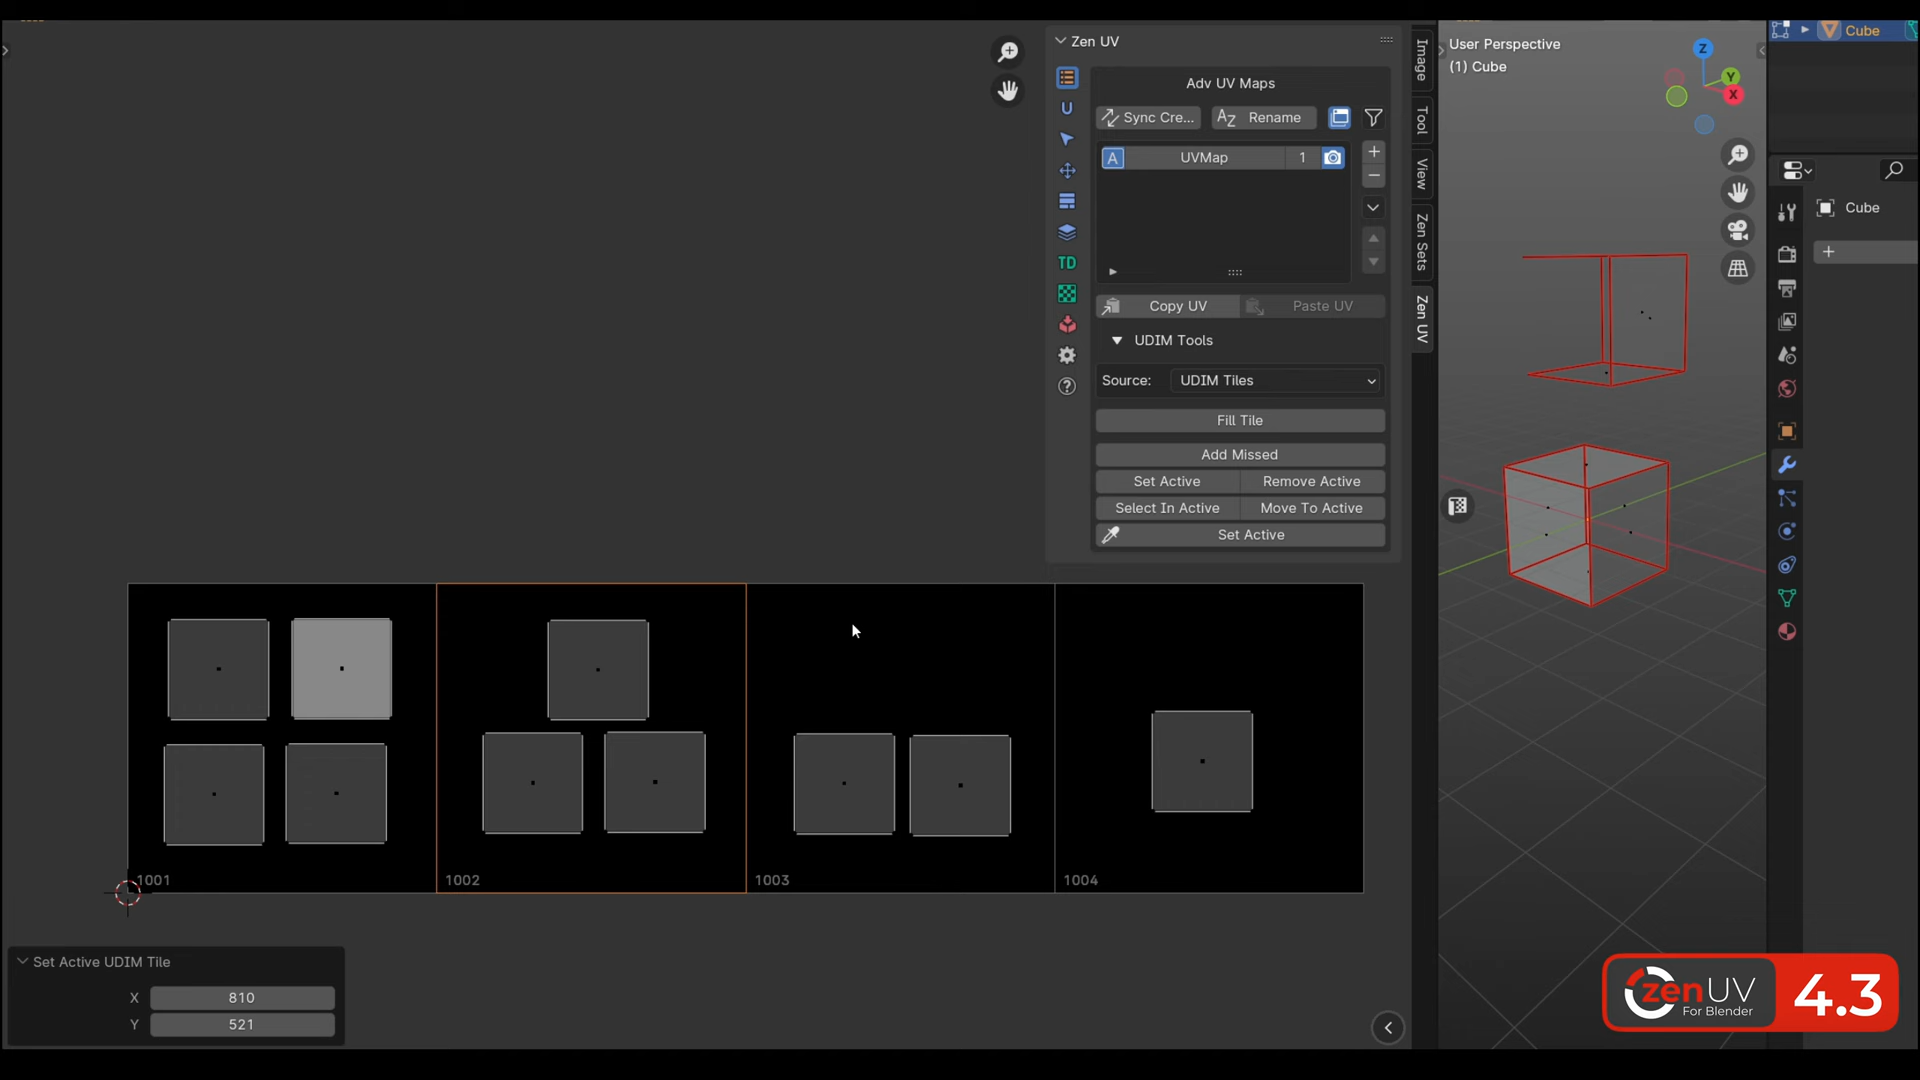 Zen UV
Adv UV Maps
Sync Cre...
Rename
A
UVMap
1
Copy UV
Paste UV
UDIM Tools
Source:
UDIM Tiles
Fill Tile
Add Missed
Set Active
Remove Active
Select In Active
Move To Active
Set Active
U
TD
Image
Tool
View
Zen Sets
Zen UV
User Perspective
(1) Cube
Z
Y
X
Cube
Cube
1001
1002
1003
1004
Set Active UDIM Tile
X
810
Y
521
zenUV
For Blender
4.3